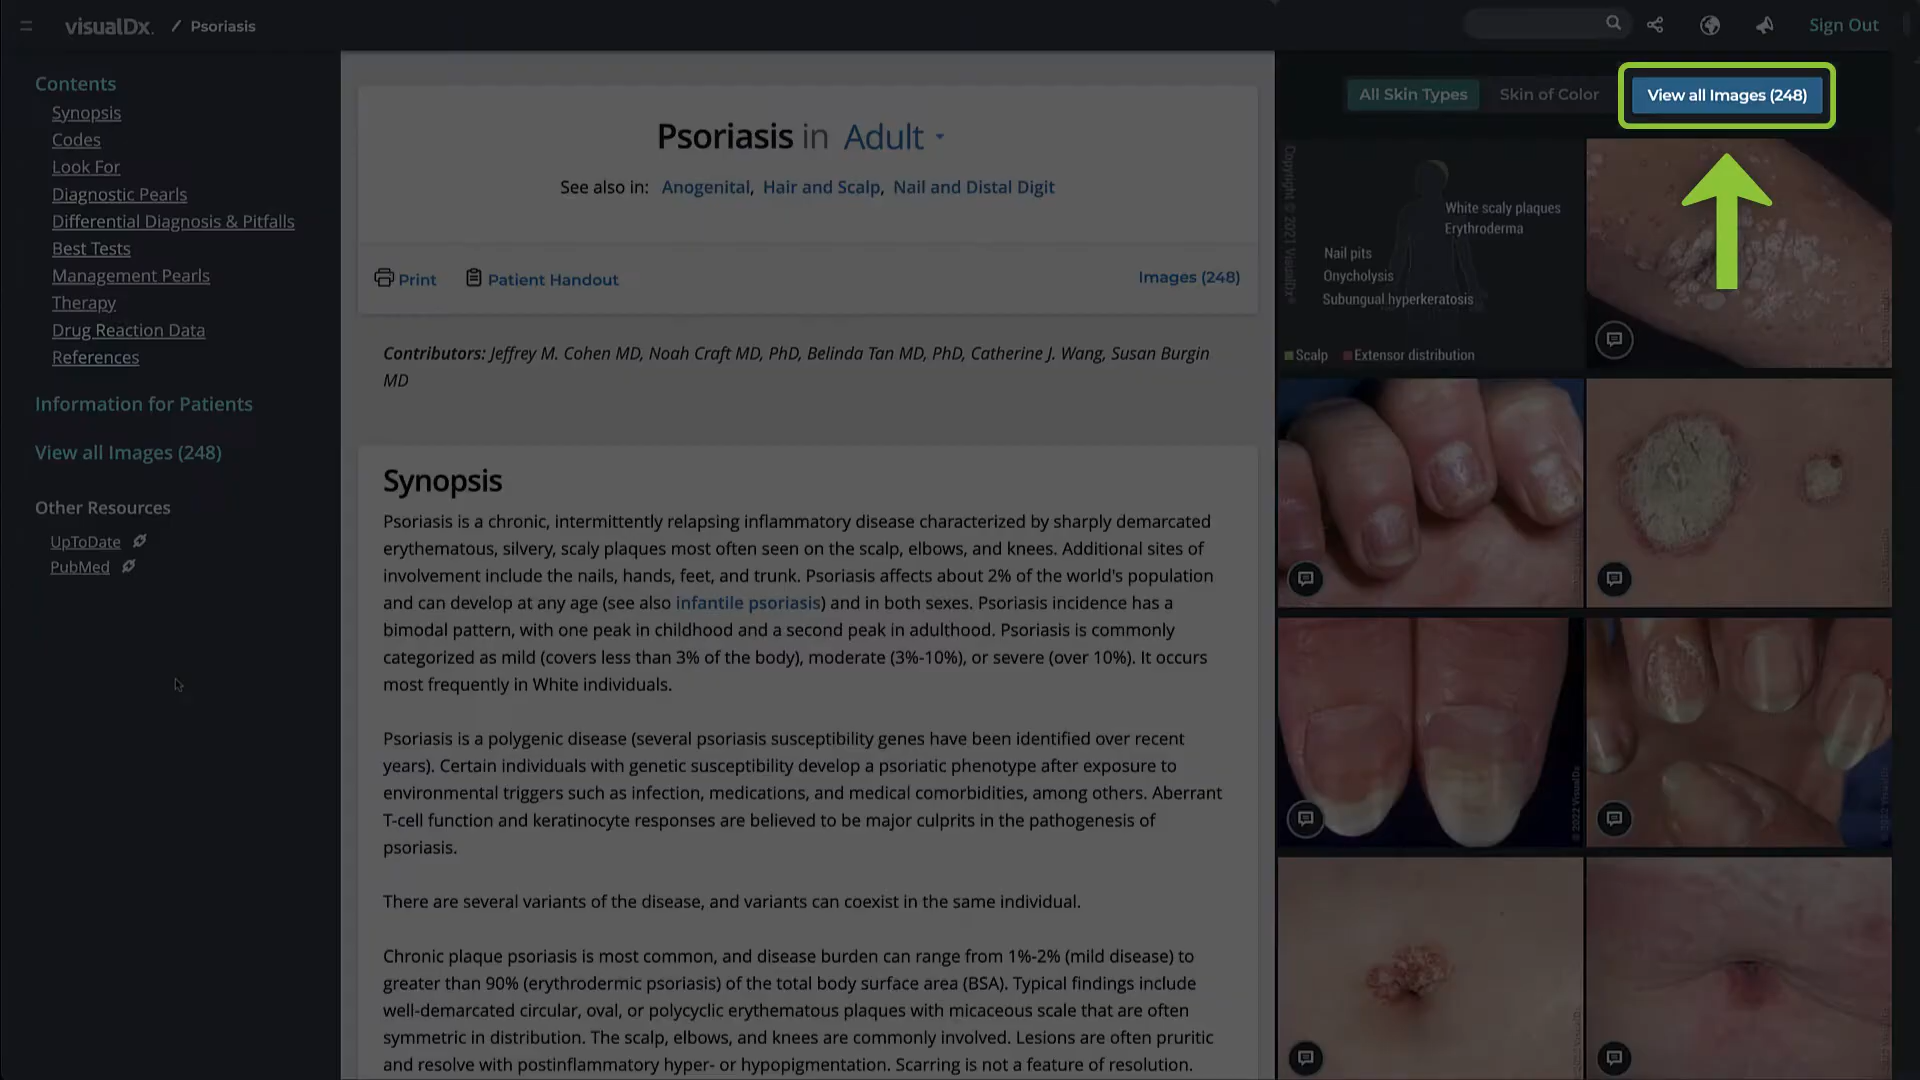 visualDx. / Psoriasis
Sign Out
Contents
Synopsis
Codes
Look For
Diagnostic Pearls
Differential Diagnosis & Pitfalls
Best Tests
Management Pearls
Therapy
Drug Reaction Data
References
Information for Patients
View all Images (248)
Other Resources
UpToDate
PubMed
Psoriasis in Adult
See also in: Anogenital, Hair and Scalp, Nail and Distal Digit
Print
Patient Handout
Images (248)
Contributors: Jeffrey M. Cohen MD, Noah Craft MD, PhD, Belinda Tan MD, PhD, Catherine J. Wang, Susan Burgin
MD
Synopsis
Psoriasis is a chronic, intermittently relapsing inflammatory disease characterized by sharply demarcated
erythematous, silvery, scaly plaques most often seen on the scalp, elbows, and knees. Additional sites of
involvement include the nails, hands, feet, and trunk. Psoriasis affects about 2% of the world's population
and can develop at any age (see also infantile psoriasis) and in both sexes. Psoriasis incidence has a
bimodal pattern, with one peak in childhood and a second peak in adulthood. Psoriasis is commonly
categorized as mild (covers less than 3% of the body), moderate (3%-10%), or severe (over 10%). It occurs
most frequently in White individuals.
Psoriasis is a polygenic disease (several psoriasis susceptibility genes have been identified over recent
years). Certain individuals with genetic susceptibility develop a psoriatic phenotype after exposure to
environmental triggers such as infection, medications, and medical comorbidities, among others. Aberrant
T-cell function and keratinocyte responses are believed to be major culprits in the pathogenesis of
psoriasis.
There are several variants of the disease, and variants can coexist in the same individual.
Chronic plaque psoriasis is most common, and disease burden can range from 1%-2% (mild disease) to
greater than 90% (erythrodermic psoriasis) of the total body surface area (BSA). Typical findings include
well-demarcated circular, oval, or polycyclic erythematous plaques with micaceous scale that are often
symmetric in distribution. The scalp, elbows, and knees are commonly involved. Lesions are often pruritic
and resolve with postinflammatory hyper- or hypopigmentation. Scarring is not a feature of resolution.
All Skin Types
Skin of Color
View all Images (248)
Copyright © 2021 VisualDx®
White scaly plaques
Erythroderma
Nail pits
Onycholysis
Subungual hyperkeratosis
Scalp
Extensor distribution
© 2022 VisualDx